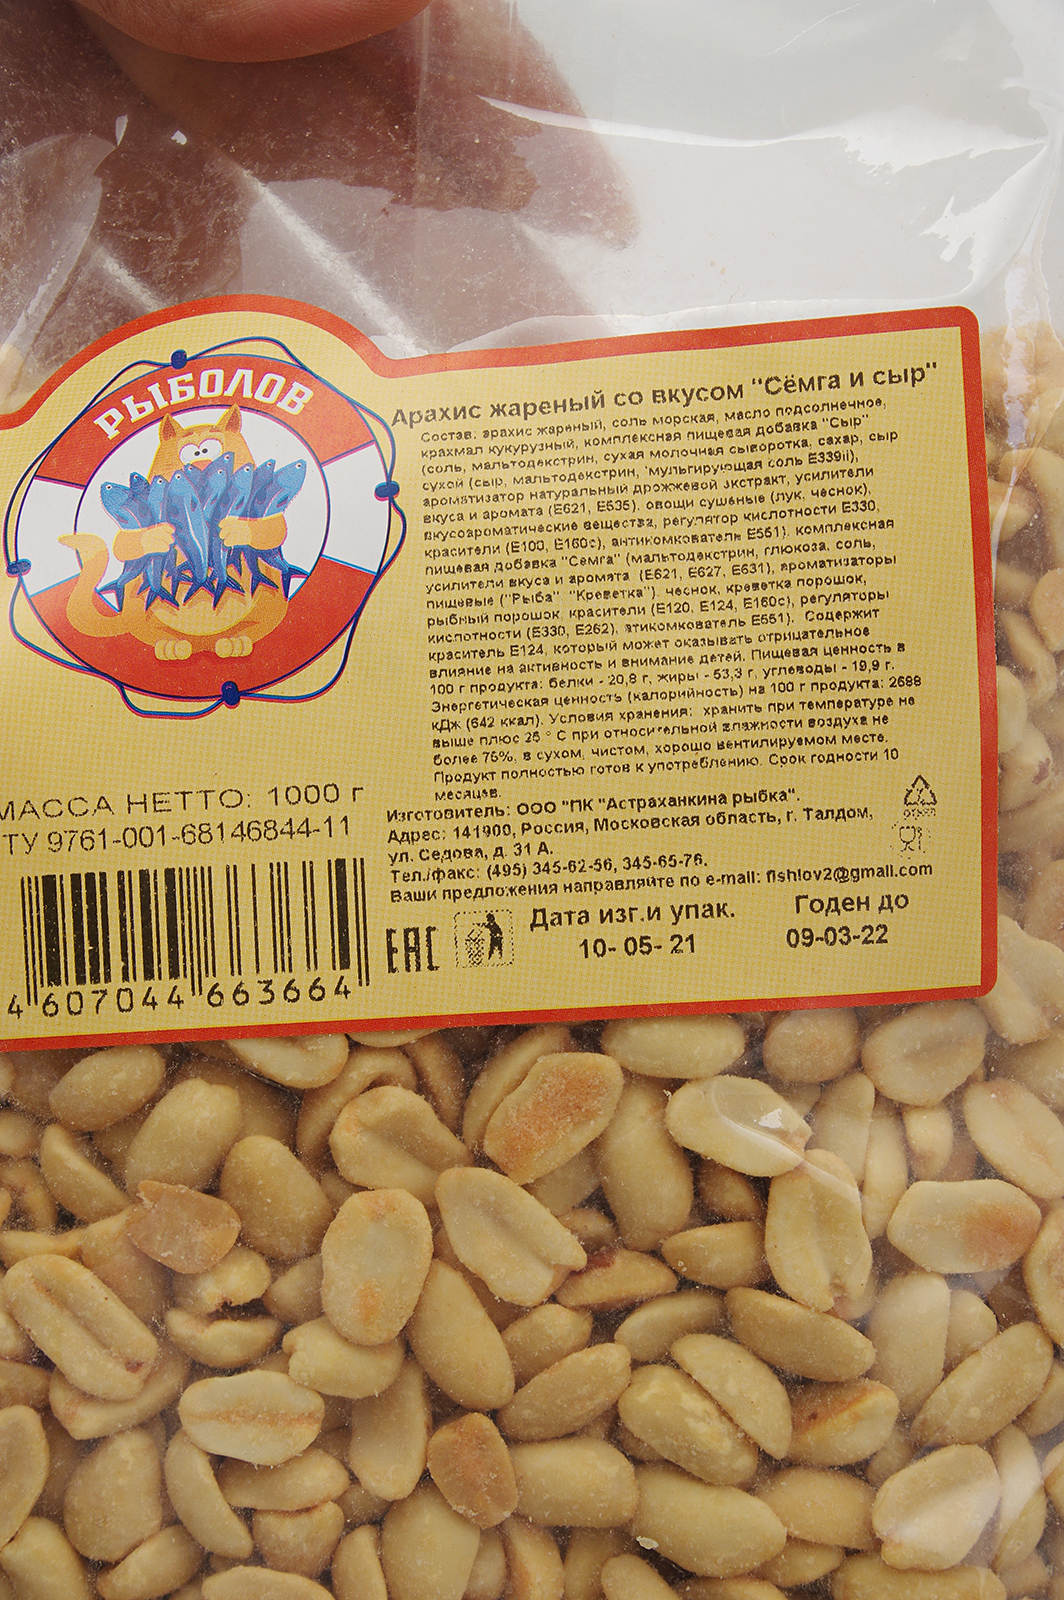 РЫБОЛОВ
Арахис жареный со вкусом "Сёмга и сыр"
Состав: арахис жареный, соль морская, масло подсолнечное,
крахмал кукурузный, комплексная пищевая добавка "Сыр"
(соль, мальтодекстрин, сухая молочная сыворотка, сахар, сыр
сухой (сыр, мальтодекстрин, мульгирующая соль Е339ii),
ароматизатор натуральный дрожжевой экстракт, усилители
вкуса и аромата (Е621, Е635), овощи сушёные (лук, чеснок),
вкусоароматические вещества, регулятор кислотности Е330,
красители (Е100, Е160с), антикомкователь Е551), комплексная
пищевая добавка "Семга" (мальтодекстрин, глюкоза, соль,
усилители вкуса и аромата (Е621, Е627, Е631), ароматизаторы
пищевые ("Рыба" "Креветка"), чеснок, креветка порошок,
рыбный порошок, красители (Е120, Е124, Е160с), регуляторы
кислотности (Е330, Е262), нтикомкователь Е551). Содержит
краситель Е124, который может оказывать отрицательное
влияние на активность и внимание детей. Пищевая ценность в
100 г продукта: белки - 20,8 г, жиры - 53,3 г, углеводы - 19,9 г.
Энергетическая ценность (калорийность) на 100 г продукта: 2688
кДж (642 ккал). Условия хранения: хранить при температуре не
выше плюс 25 ° С при относительной влажности воздуха не
более 75%, в сухом, чистом, хорошо вентилируемом месте.
Продукт полностью готов к употреблению. Срок годности 10
месяцев.
Изготовитель: ООО "ПК "Астраханкина рыбка".
Адрес: 141900, Россия, Московская область, г. Талдом,
ул. Седова, д. 31 А.
Тел./факс: (495) 345-62-56, 345-65-76.
Ваши предложения направляйте по e-mail: fishlov2@gmail.com
МАССА НЕТТО: 1000 г
ТУ 9761-001-68146844-11
4 607044 663664
EAC
Дата изг.и упак.
10- 05- 21
Годен до
09-03-22